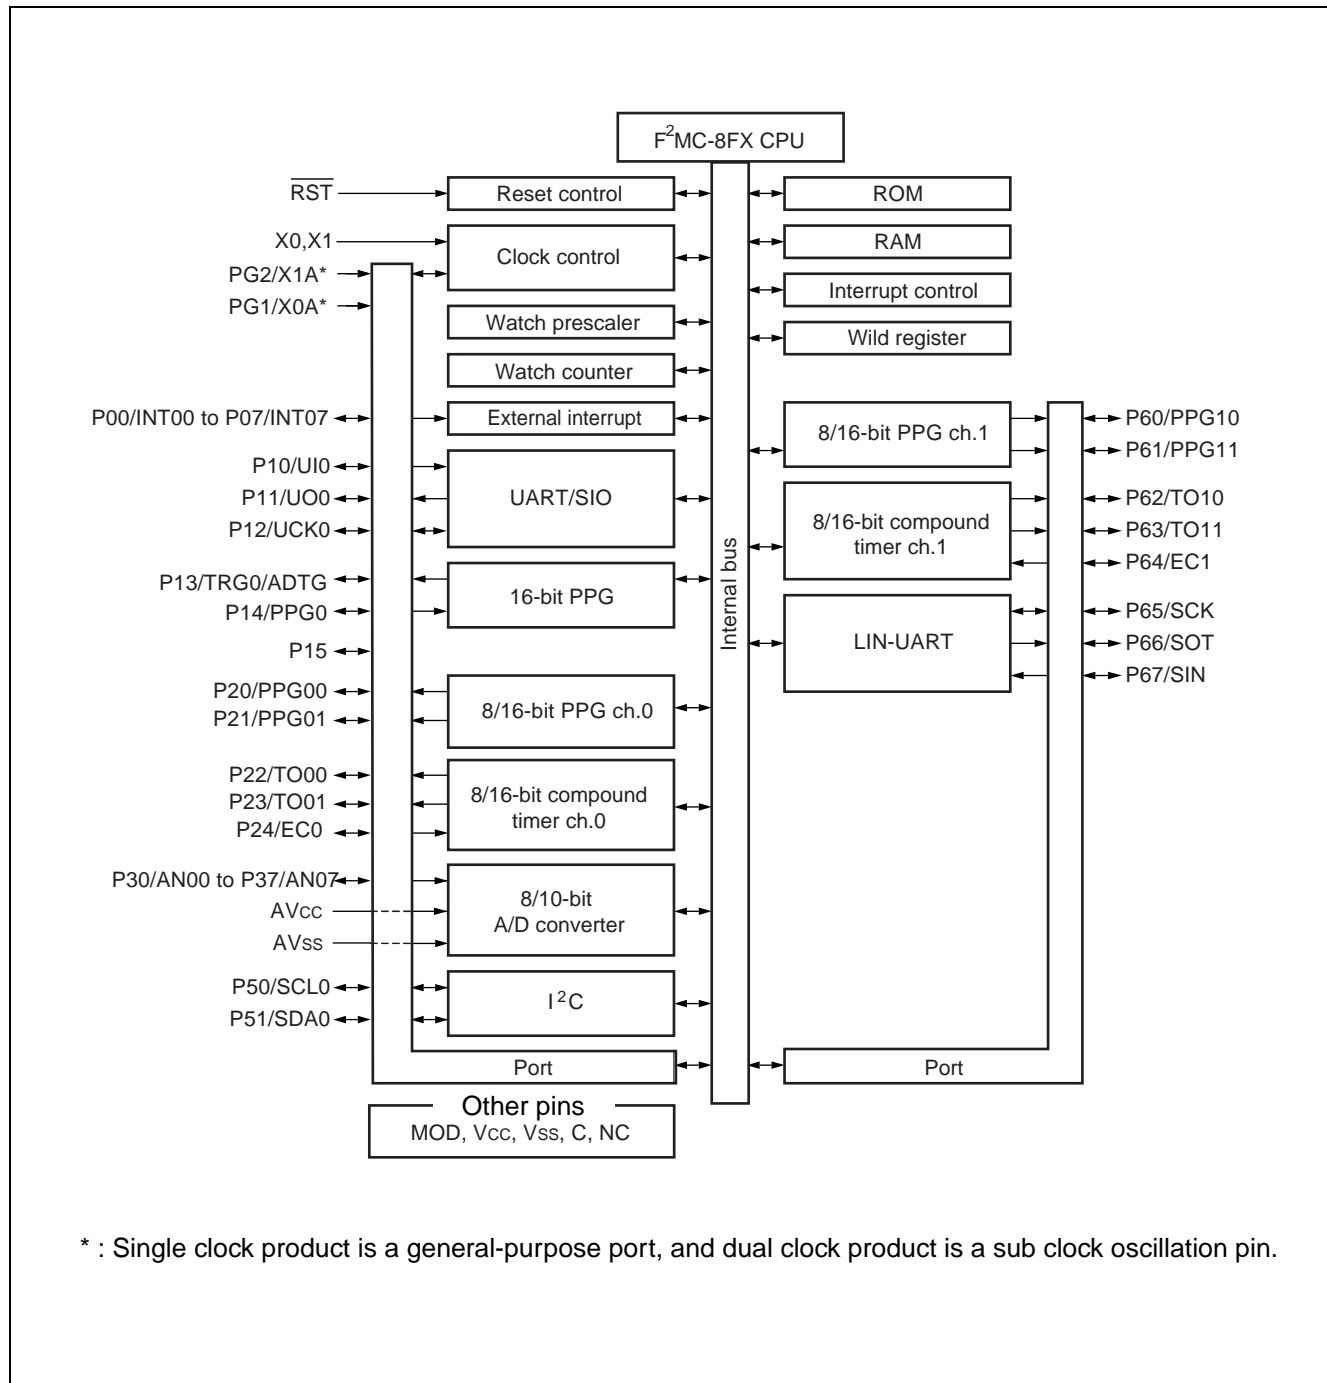 F²MC-8FX CPU
RST
Reset control
ROM
X0,X1
Clock control
RAM
PG2/X1A*
PG1/X0A*
Interrupt control
Watch prescaler
Wild register
Watch counter
P00/INT00 to P07/INT07
External interrupt
8/16-bit PPG ch.1
P60/PPG10
P61/PPG11
P10/UI0
P11/UO0
P12/UCK0
UART/SIO
8/16-bit compound
timer ch.1
P62/TO10
P63/TO11
P64/EC1
Internal bus
P13/TRG0/ADTG
P14/PPG0
16-bit PPG
P15
LIN-UART
P65/SCK
P66/SOT
P67/SIN
P20/PPG00
P21/PPG01
8/16-bit PPG ch.0
P22/TO00
P23/TO01
P24/EC0
8/16-bit compound
timer ch.0
P30/AN00 to P37/AN07
AVCC
AVSS
8/10-bit
A/D converter
P50/SCL0
P51/SDA0
I²C
Port
Port
Other pins
MOD, VCC, VSS, C, NC
* : Single clock product is a general-purpose port, and dual clock product is a sub clock oscillation pin.